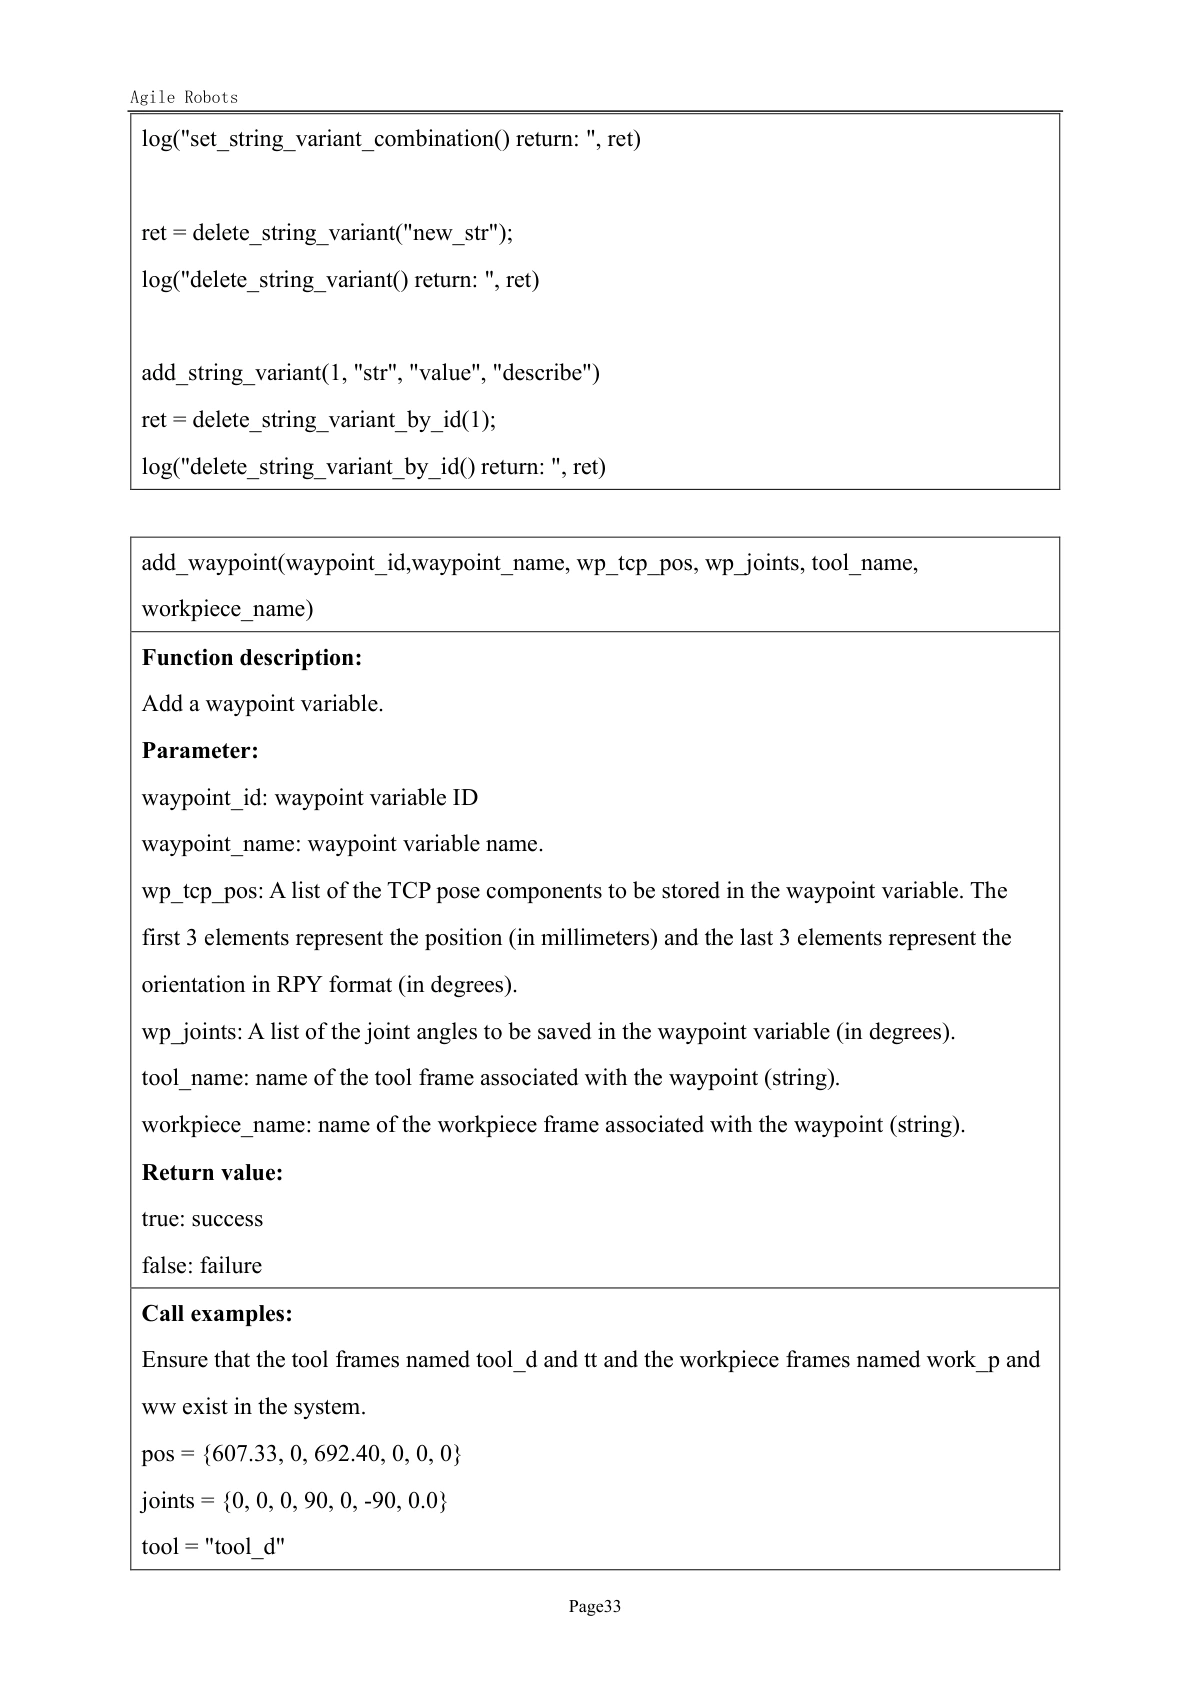 Agile Robots
log("set_string_variant_combination() return: ", ret)
ret = delete_string_variant("new_str");
log("delete_string_variant() return: ", ret)
add_string_variant(1, "str", "value", "describe")
ret = delete_string_variant_by_id(1);
log("delete_string_variant_by_id() return: ", ret)
add_waypoint(waypoint_id,waypoint_name, wp_tcp_pos, wp_joints, tool_name,
workpiece_name)
Function description:
Add a waypoint variable.
Parameter:
waypoint_id: waypoint variable ID
waypoint_name: waypoint variable name.
wp_tcp_pos: A list of the TCP pose components to be stored in the waypoint variable. The
first 3 elements represent the position (in millimeters) and the last 3 elements represent the
orientation in RPY format (in degrees).
wp_joints: A list of the joint angles to be saved in the waypoint variable (in degrees).
tool_name: name of the tool frame associated with the waypoint (string).
workpiece_name: name of the workpiece frame associated with the waypoint (string).
Return value:
true: success
false: failure
Call examples:
Ensure that the tool frames named tool_d and tt and the workpiece frames named work_p and
ww exist in the system.
pos = {607.33, 0, 692.40, 0, 0, 0}
joints = {0, 0, 0, 90, 0, -90, 0.0}
tool = "tool_d"
Page33